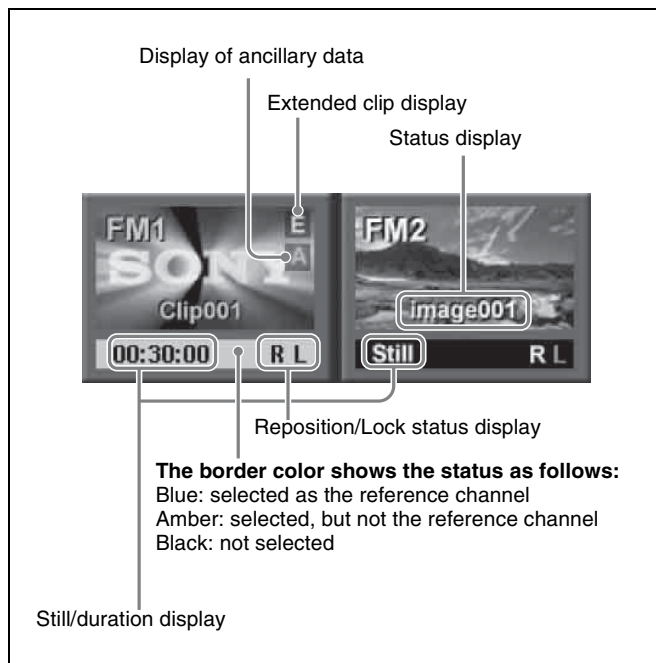 Display of ancillary data
Extended clip display
Status display
FM1
E
SONY
A
Clip001
00:30:00
R L
FM2
image001
Still
R L
Reposition/Lock status display
The border color shows the status as follows:
Blue: selected as the reference channel
Amber: selected, but not the reference channel
Black: not selected
Still/duration display